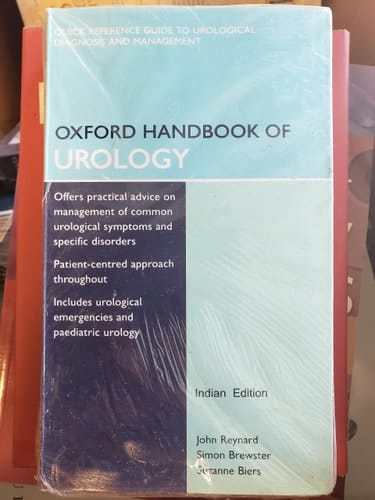 QUICK REFERENCE GUIDE TO UROLOGICAL
DIAGNOSIS AND MANAGEMENT
OXFORD HANDBOOK OF
UROLOGY
Offers practical advice on
management of common
urological symptoms and
specific disorders
Patient-centred approach
throughout
Includes urological
emergencies and
paediatric urology
Indian Edition
John Reynard
Simon Brewster
Suzanne Biers